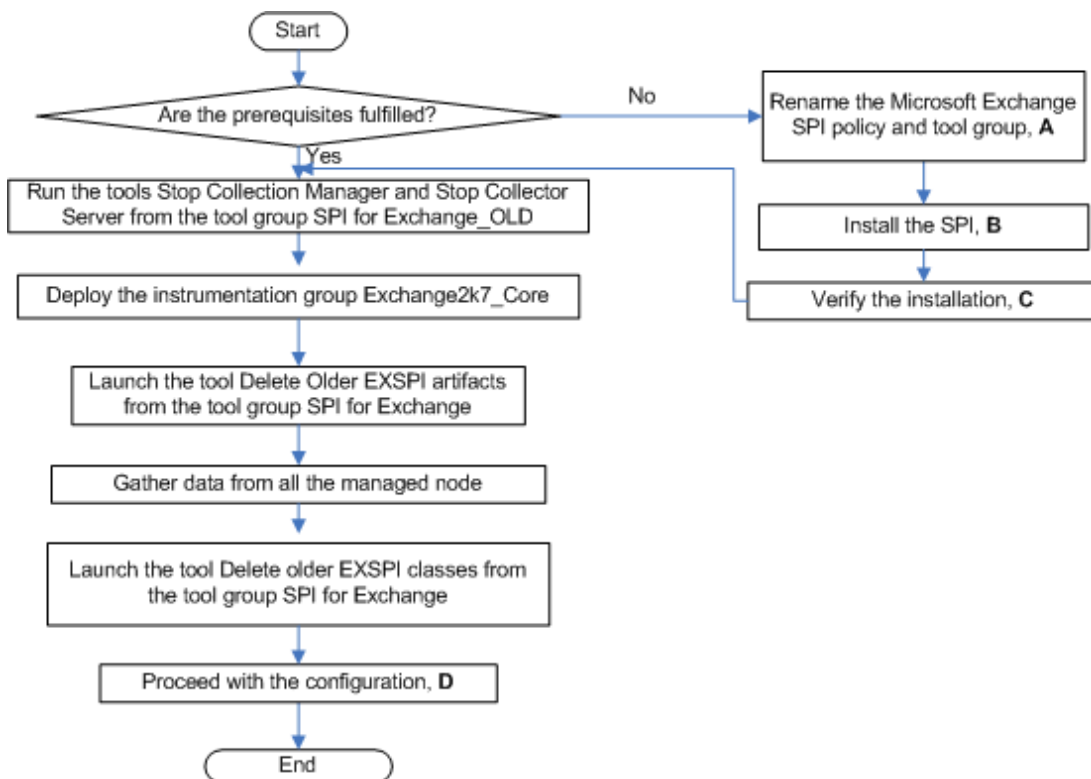 Start
Are the prerequisites fulfilled?
No
Yes
Rename the Microsoft Exchange
SPI policy and tool group, A
Install the SPI, B
Verify the installation, C
Run the tools Stop Collection Manager and Stop Collector
Server from the tool group SPI for Exchange_OLD
Deploy the instrumentation group Exchange2k7_Core
Launch the tool Delete Older EXSPI artifacts
from the tool group SPI for Exchange
Gather data from all the managed node
Launch the tool Delete older EXSPI classes from
the tool group SPI for Exchange
Proceed with the configuration, D
End